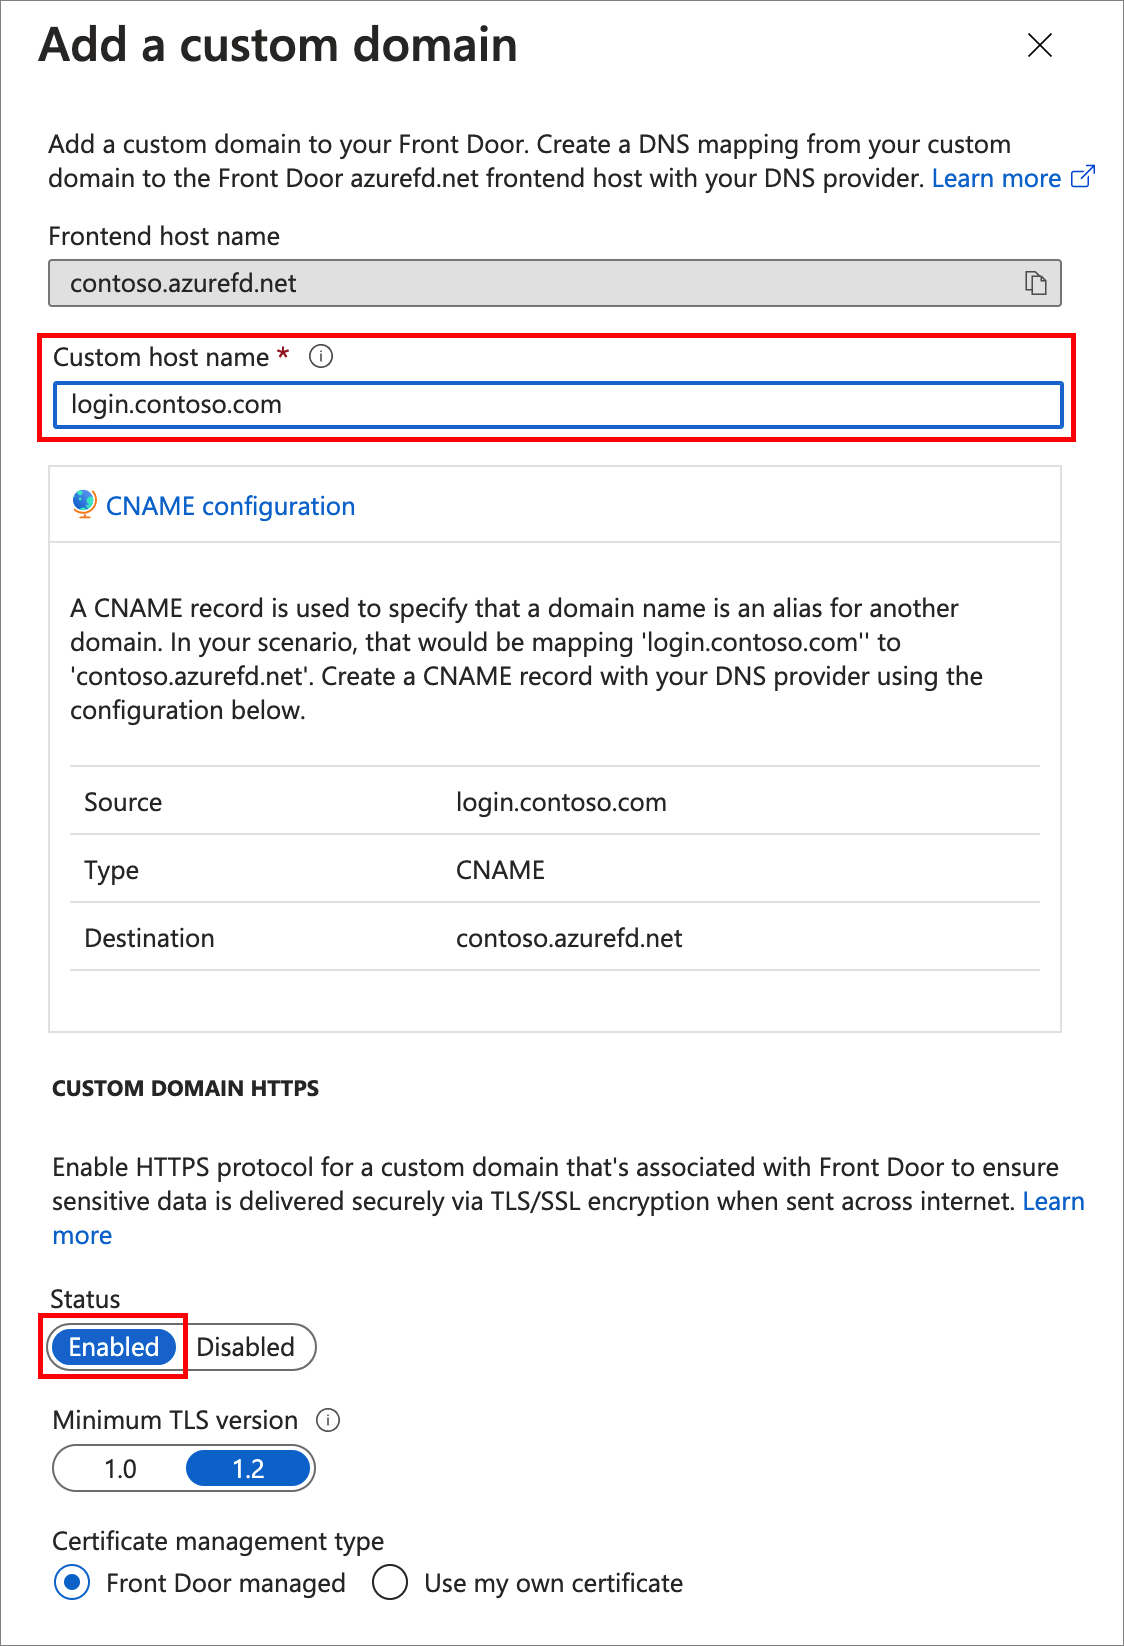 Add a custom domain
Add a custom domain to your Front Door. Create a DNS mapping from your custom
domain to the Front Door azurefd.net frontend host with your DNS provider. Learn more
Frontend host name
contoso.azurefd.net
Custom host name *
login.contoso.com
CNAME configuration
A CNAME record is used to specify that a domain name is an alias for another
domain. In your scenario, that would be mapping 'login.contoso.com'' to
'contoso.azurefd.net'. Create a CNAME record with your DNS provider using the
configuration below.
Source login.contoso.com
Type CNAME
Destination contoso.azurefd.net
CUSTOM DOMAIN HTTPS
Enable HTTPS protocol for a custom domain that's associated with Front Door to ensure
sensitive data is delivered securely via TLS/SSL encryption when sent across internet. Learn
more
Status
Enabled Disabled
Minimum TLS version
1.0 1.2
Certificate management type
Front Door managed Use my own certificate